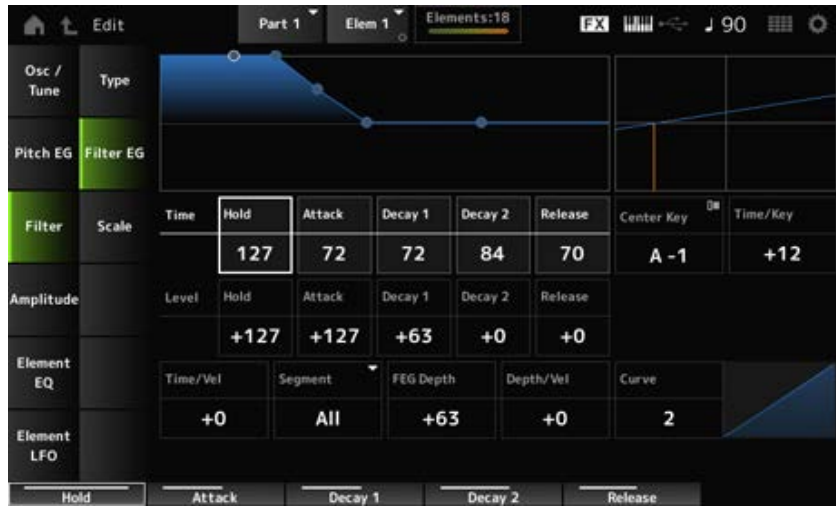 Edit
Part 1
Elem 1
Elements:18
FX
♩ 90
Osc / Tune
Type
Pitch EG
Filter EG
Filter
Scale
Amplitude
Element EQ
Element LFO
Time Hold Attack Decay 1 Decay 2 Release Center Key Time/Key
127 72 72 84 70 A -1 +12
Level Hold Attack Decay 1 Decay 2 Release
+127 +127 +63 +0 +0
Time/Vel Segment FEG Depth Depth/Vel Curve
+0 All +63 +0 2
Hold Attack Decay 1 Decay 2 Release